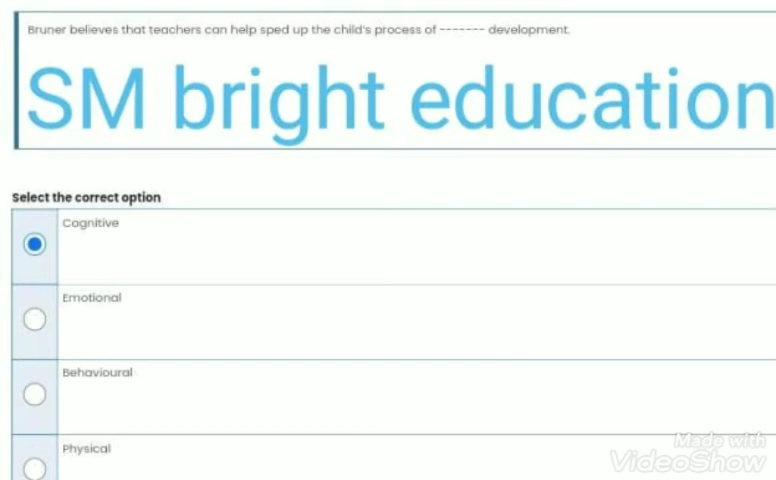 Bruner believes that teachers can help sped up the child's process of ------- development.
SM bright education
Select the correct option
Cognitive
Emotional
Behavioural
Physical
Made with
VideoShow